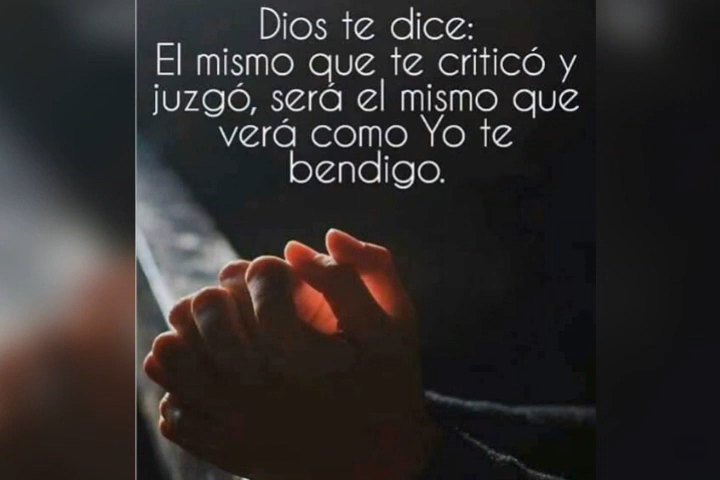 Dios te dice:
El mismo que te criticó y
juzgó, será el mismo que
verá como Yo te
bendigo.